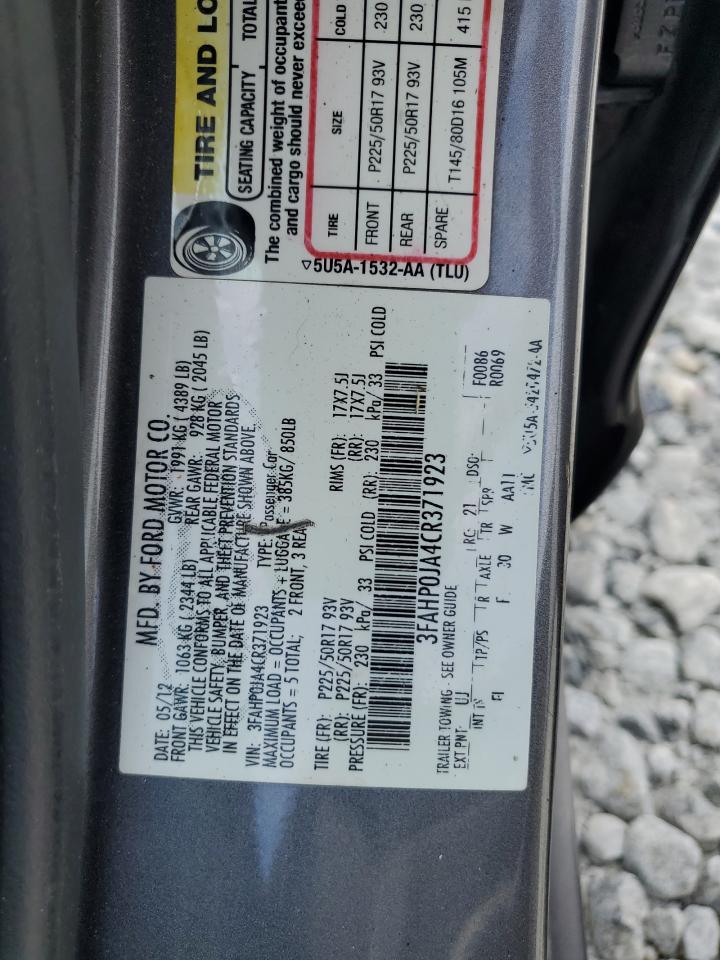 TIRE AND LO
SEATING CAPACITY TOTAL
The combined weight of occupant
and cargo should never exceed
TIRE SIZE COLD
FRONT P225/50R17 93V 230
REAR P225/50R17 93V 230
SPARE T145/80D16 105M 415
5U5A-1532-AA (TLU)
MFD. BY FORD MOTOR CO.
DATE: 05/12 GVWR: 1991 KG ( 4389 LB)
FRONT GAWR: 1063 KG ( 2344 LB) REAR GAWR: 928 KG ( 2045 LB)
THIS VEHICLE CONFORMS TO ALL APPLICABLE FEDERAL MOTOR
VEHICLE SAFETY, BUMPER, AND THEFT PREVENTION STANDARDS
IN EFFECT ON THE DATE OF MANUFACTURE SHOWN ABOVE.
VIN: 3FAHP0JA4CR371923 TYPE: Passenger Car
MAXIMUM LOAD = OCCUPANTS + LUGGAGE = 385KG/ 850LB
OCCUPANTS = 5 TOTAL; 2 FRONT, 3 REAR
TIRE (FR): P225/50R17 93V RIMS (FR): 17X7.5J
(RR): P225/50R17 93V (RR): 17X7.5J
PRESSURE (FR): 230 kPa/ 33 PSI COLD (RR): 230 kPa/ 33 PSI COLD
3FAHP0JA4CR371923
TRAILER TOWING - SEE OWNER GUIDE
EXT PNT: UJ RC: 21 DSO: F0086
R0069
INT TR TP/PS R AXLE TR SPR
FI F 30 W AA11